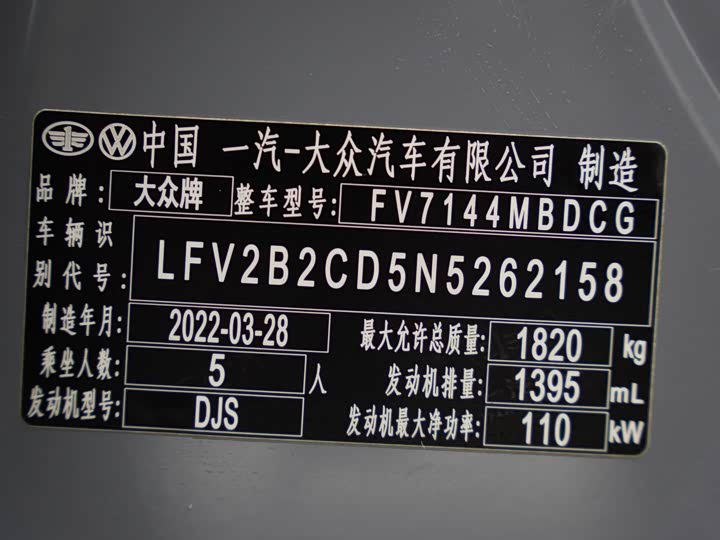 中国 一汽-大众汽车有限公司 制造
品牌: 大众牌 整车型号: FV7144MBDCG
车辆识别代号: LFV2B2CD5N5262158
制造年月: 2022-03-28 最大允许总质量: 1820 kg
乘坐人数: 5 人 发动机排量: 1395 mL
发动机型号: DJS 发动机最大净功率: 110 kW